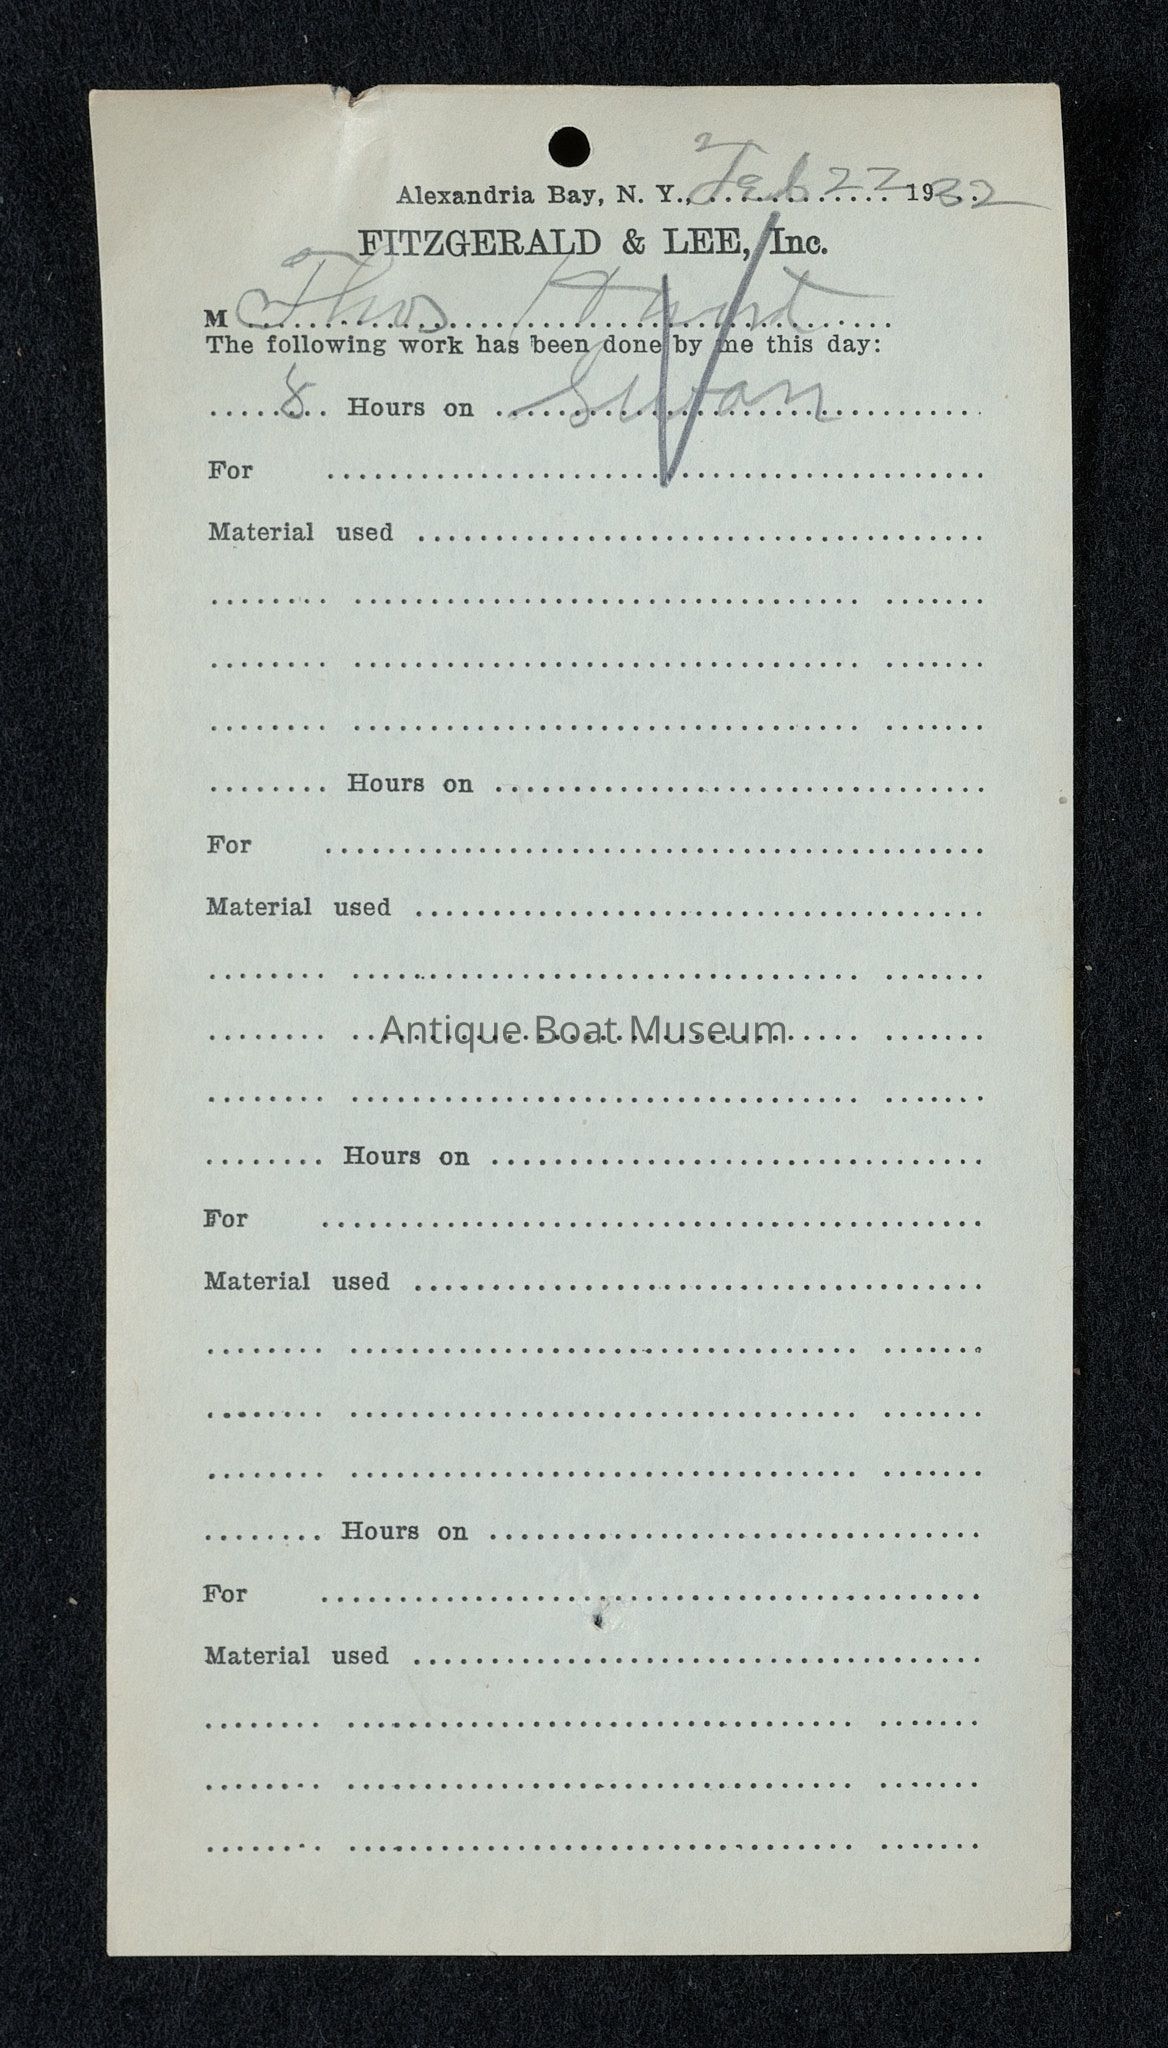 Alexandria Bay, N. Y., Feb 22 1932
FITZGERALD & LEE, Inc.
M Thos Hunt
The following work has been done by me this day:
8 Hours on Swan
For
Material used
Hours on
For
Material used
Antique Boat Museum
Hours on
For
Material used
Hours on
For
Material used